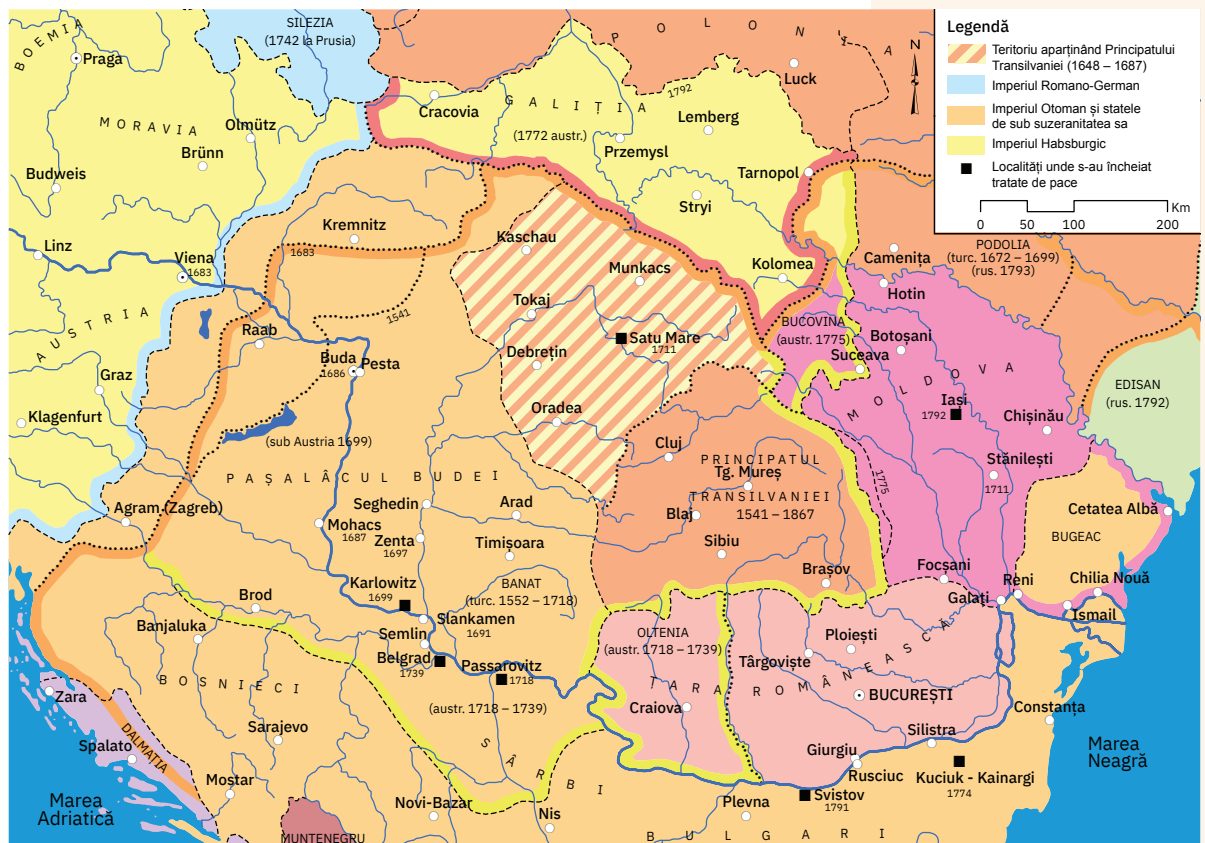 Legendă
Teritoriu aparținând Principatului
Transilvaniei (1648 – 1687)
Imperiul Romano-German
Imperiul Otoman și statele
de sub suzeranitatea sa
Imperiul Habsburgic
Localități unde s-au încheiat
tratate de pace
Km
0 50 100 200
N
BOEMIA
Praga
SILEZIA
(1742 la Prusia)
POLONIA
Luck
MORAVIA
Olmütz
Brünn
Budweis
Cracovia
GALIȚIA
1792
(1772 austr.)
Lemberg
Przemysl
Tarnopol
Stryi
Linz
Viena
1683
Kremnitz
1683
Kaschau
Munkacs
Kolomea
Camenița
PODOLIA
(turc. 1672 – 1699)
(rus. 1793)
Hotin
AUSTRIA
Raab
1541
Tokaj
Satu Mare
1711
BUCOVINA
(austr. 1775)
Suceava
Botoșani
Buda
1686
Pesta
Debrețin
Graz
Klagenfurt
Oradea
MOLDOVA
Iași
1792
Chișinău
EDISAN
(rus. 1792)
(sub Austria 1699)
Cluj
PRINCIPATUL
Tg. Mureș
TRANSILVANIEI
1541 – 1867
Blaj
1775
Stănilești
1711
PAȘALÂCUL BUDEI
Seghedin
Arad
Agram (Zagreb)
Mohacs
1687
Zenta
1697
Timișoara
Sibiu
Brașov
Cetatea Albă
BUGEAC
Focșani
Reni
Chilia Nouă
Galați
Ismail
Karlowitz
1699
BANAT
(turc. 1552 – 1718)
Brod
Slankamen
1691
Banjaluka
Semlin
Belgrad
1739
Passarovitz
1718
OLTENIA
(austr. 1718 – 1739)
Ploiești
Târgoviște
ȚARA ROMÂNEASCĂ
BUCUREȘTI
BOSNIECI
Zara
(austr. 1718 – 1739)
Craiova
Constanța
DALMAȚIA
Spalato
Sarajevo
SÂRBI
Silistra
Giurgiu
Rusciuc
Kuciuk - Kainargi
1774
Marea
Neagră
Mostar
Novi-Bazar
Nis
Plevna
Svistov
1791
Marea
Adriatică
MUNTENEGRU
BULGARI